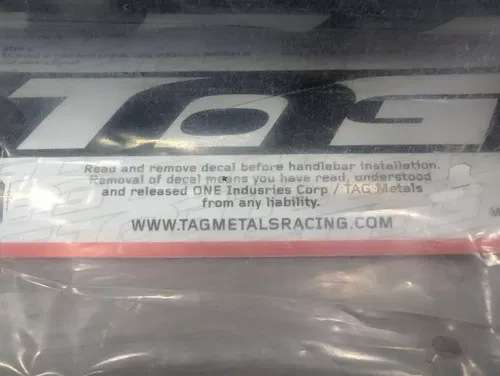 TAG
Read and remove decal before handlebar installation.
Removal of decal means you have read, understood
and released ONE Indusries Corp / TAG Metals
from any liability.
WWW.TAGMETALSRACING.COM